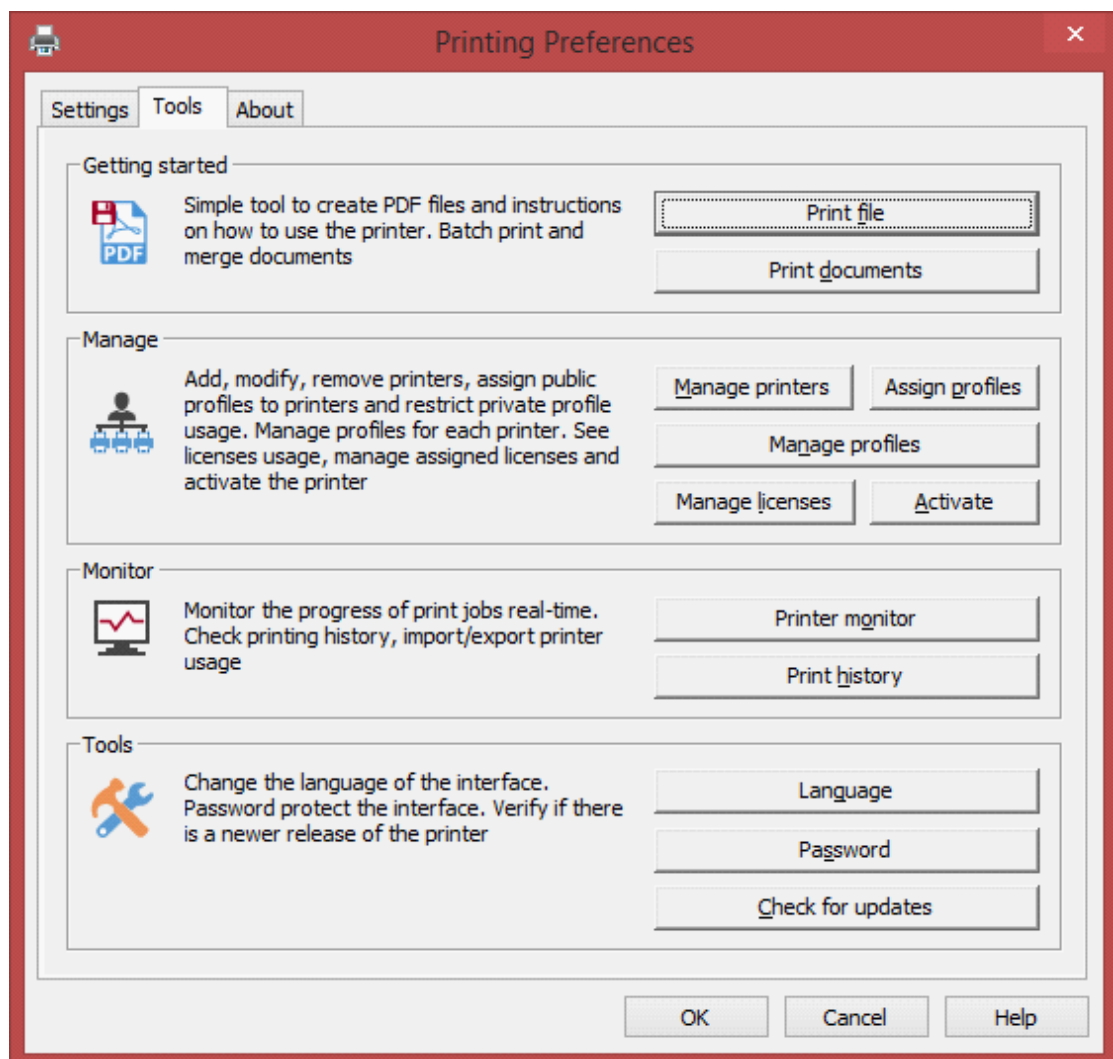 Printing Preferences
Settings
Tools
About
Getting started
PDF
Simple tool to create PDF files and instructions
on how to use the printer. Batch print and
merge documents
Print file
Print documents
Manage
Add, modify, remove printers, assign public
profiles to printers and restrict private profile
usage. Manage profiles for each printer. See
licenses usage, manage assigned licenses and
activate the printer
Manage printers
Assign profiles
Manage profiles
Manage licenses
Activate
Monitor
Monitor the progress of print jobs real-time.
Check printing history, import/export printer
usage
Printer monitor
Print history
Tools
Change the language of the interface.
Password protect the interface. Verify if there
is a newer release of the printer
Language
Password
Check for updates
OK
Cancel
Help